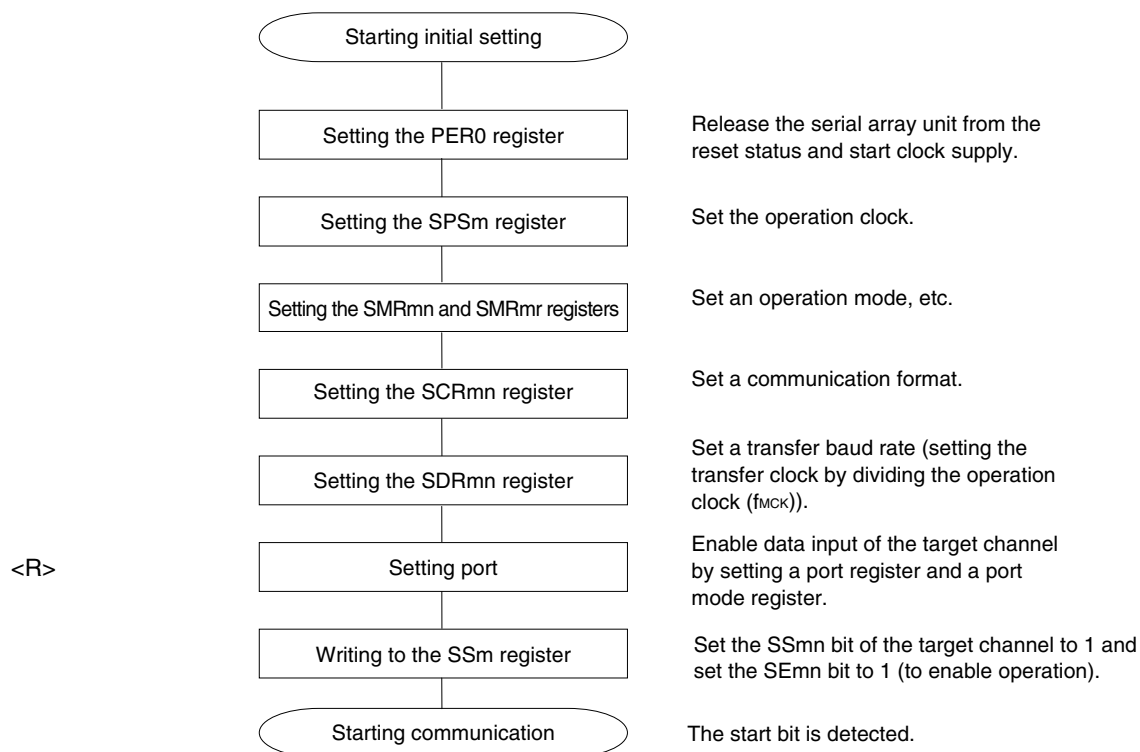 Starting initial setting
Setting the PER0 register
Release the serial array unit from the
reset status and start clock supply.
Setting the SPSm register
Set the operation clock.
Setting the SMRmn and SMRmr registers
Set an operation mode, etc.
Setting the SCRmn register
Set a communication format.
Setting the SDRmn register
Set a transfer baud rate (setting the
transfer clock by dividing the operation
clock (fMCK)).
<R>
Setting port
Enable data input of the target channel
by setting a port register and a port
mode register.
Writing to the SSm register
Set the SSmn bit of the target channel to 1 and
set the SEmn bit to 1 (to enable operation).
Starting communication
The start bit is detected.